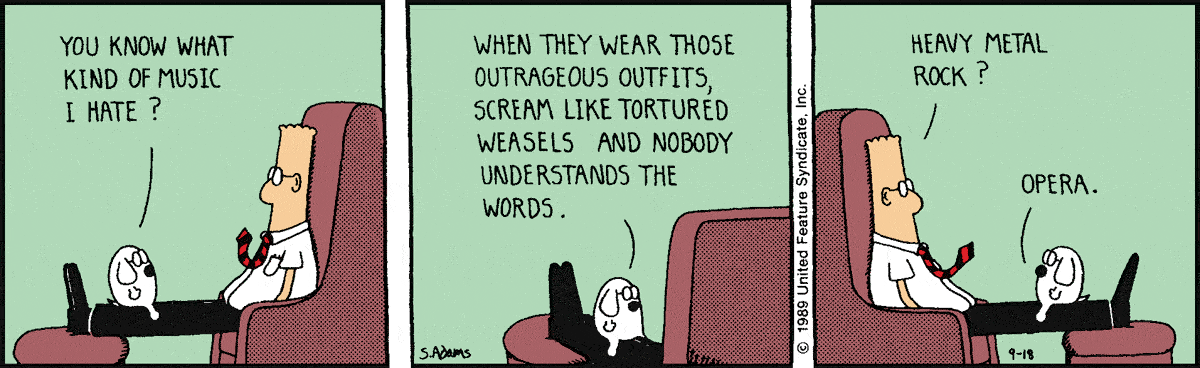 YOU KNOW WHAT
KIND OF MUSIC
I HATE?
WHEN THEY WEAR THOSE
OUTRAGEOUS OUTFITS,
SCREAM LIKE TORTURED
WEASELS AND NOBODY
UNDERSTANDS THE
WORDS.
S.Adams
© 1989 United Feature Syndicate, Inc.
HEAVY METAL
ROCK?
OPERA.
9-18